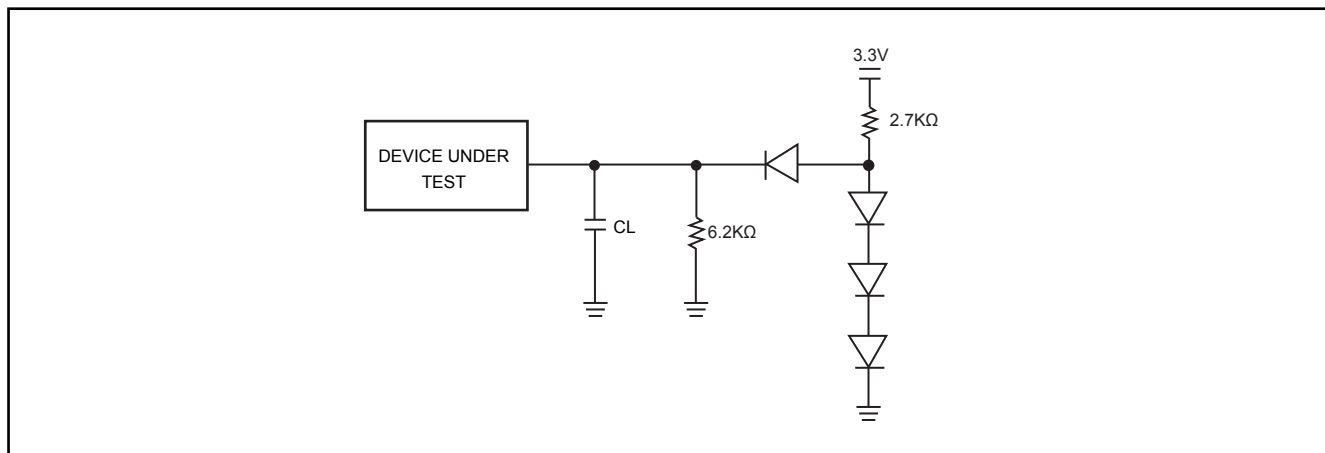 3.3V
2.7KΩ
DEVICE UNDER
TEST
CL
6.2KΩ